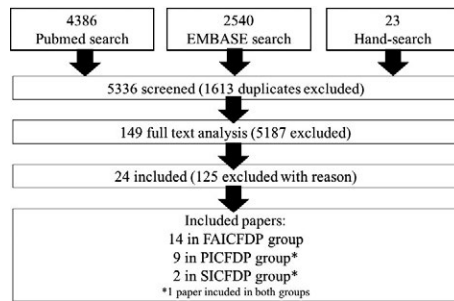 4386 2540 23
Pubmed search EMBASE search Hand-search
5336 screened (1613 duplicates excluded)
149 full text analysis (5187 excluded)
24 included (125 excluded with reason)
Included papers:
14 in FAICFDP group
9 in PICFDP group*
2 in SICFDP group*
*1 paper incuded in both groups